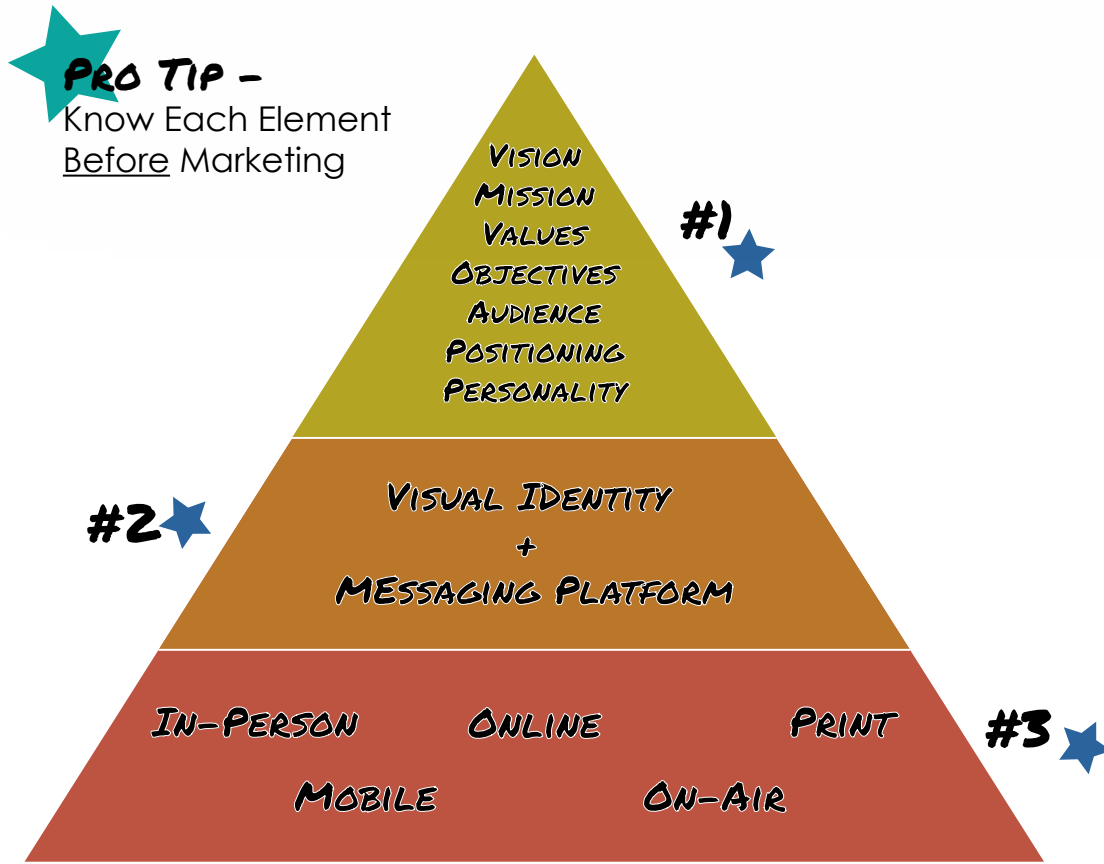 Pro Tip -
Know Each Element
Before Marketing
Vision
Mission
Values
Objectives
Audience
Positioning
Personality
#1
#2
Visual IDentity
+
MEssaging Platform
In-Person Online Print
#3
Mobile On-Air